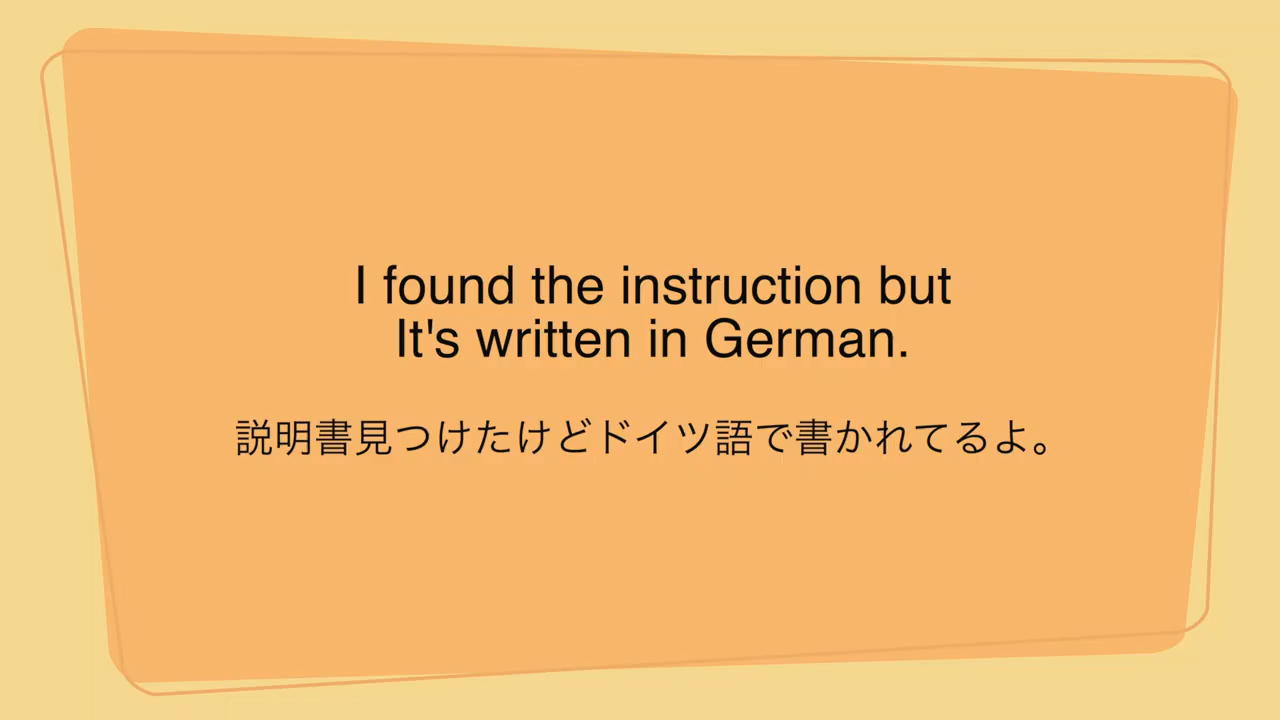 I found the instruction but
It's written in German.
説明書見つけたけどドイツ語で書かれてるよ。